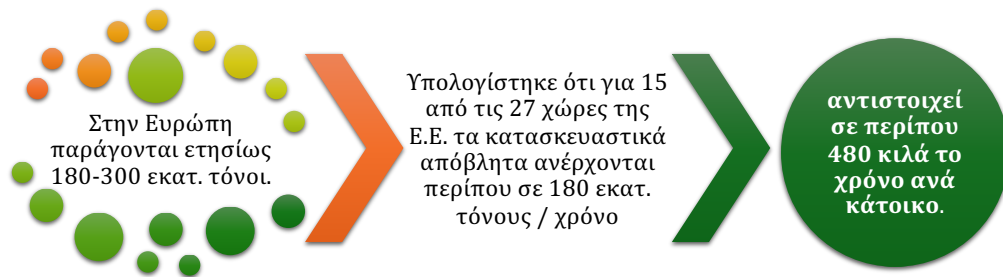 Στην Ευρώπη
παράγονται ετησίως
180-300 εκατ. τόνοι.
Υπολογίστηκε ότι για 15
από τις 27 χώρες της
Ε.Ε. τα κατασκευαστικά
απόβλητα ανέρχονται
περίπου σε 180 εκατ.
τόνους / χρόνο
αντιστοιχεί
σε περίπου
480 κιλά το
χρόνο ανά
κάτοικο.